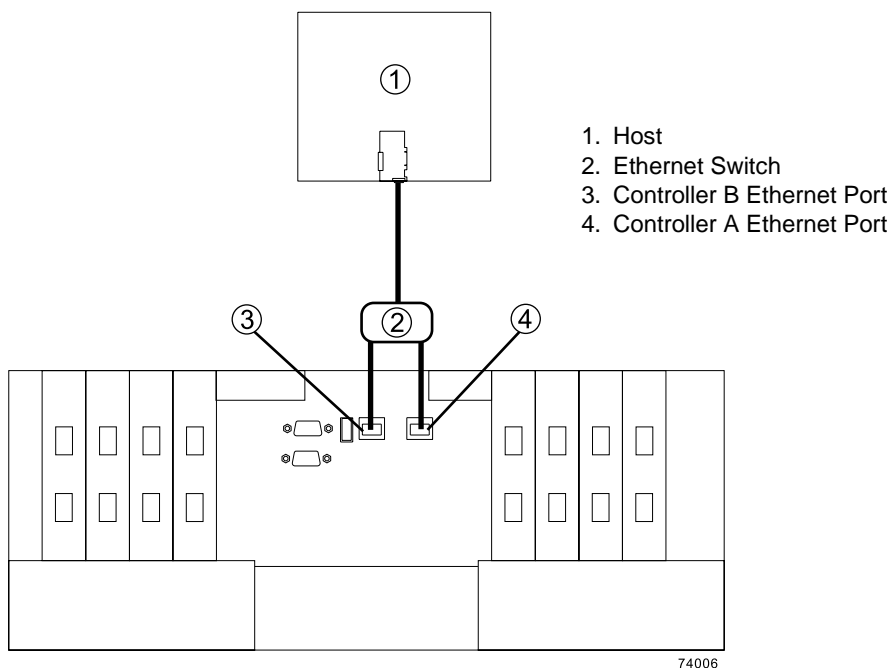 1
1. Host
2. Ethernet Switch
3. Controller B Ethernet Port
4. Controller A Ethernet Port
3
2
4
74006